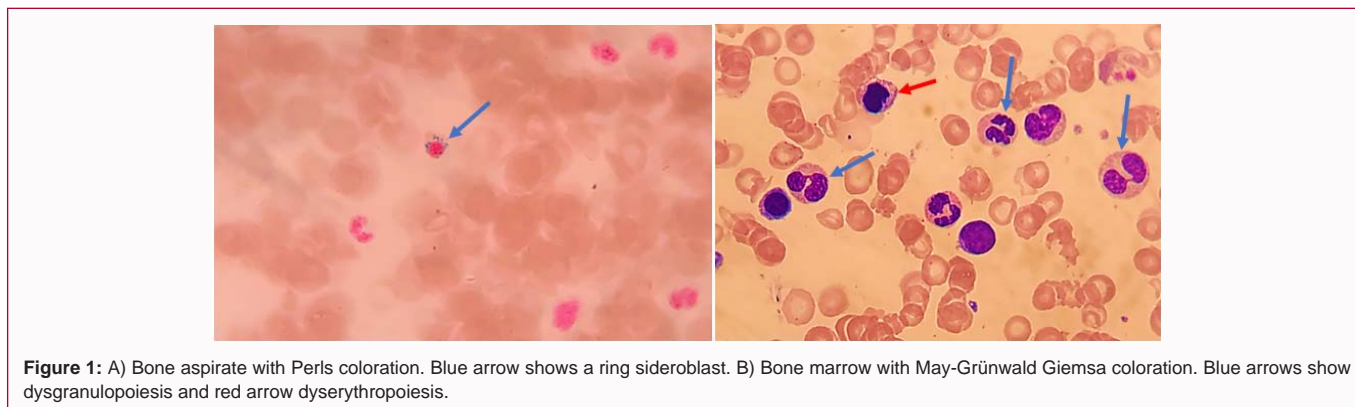 Figure 1: A) Bone aspirate with Perls coloration. Blue arrow shows a ring sideroblast. B) Bone marrow with May-Grünwald Giemsa coloration. Blue arrows show
dysgranulopoiesis and red arrow dyserythropoiesis.